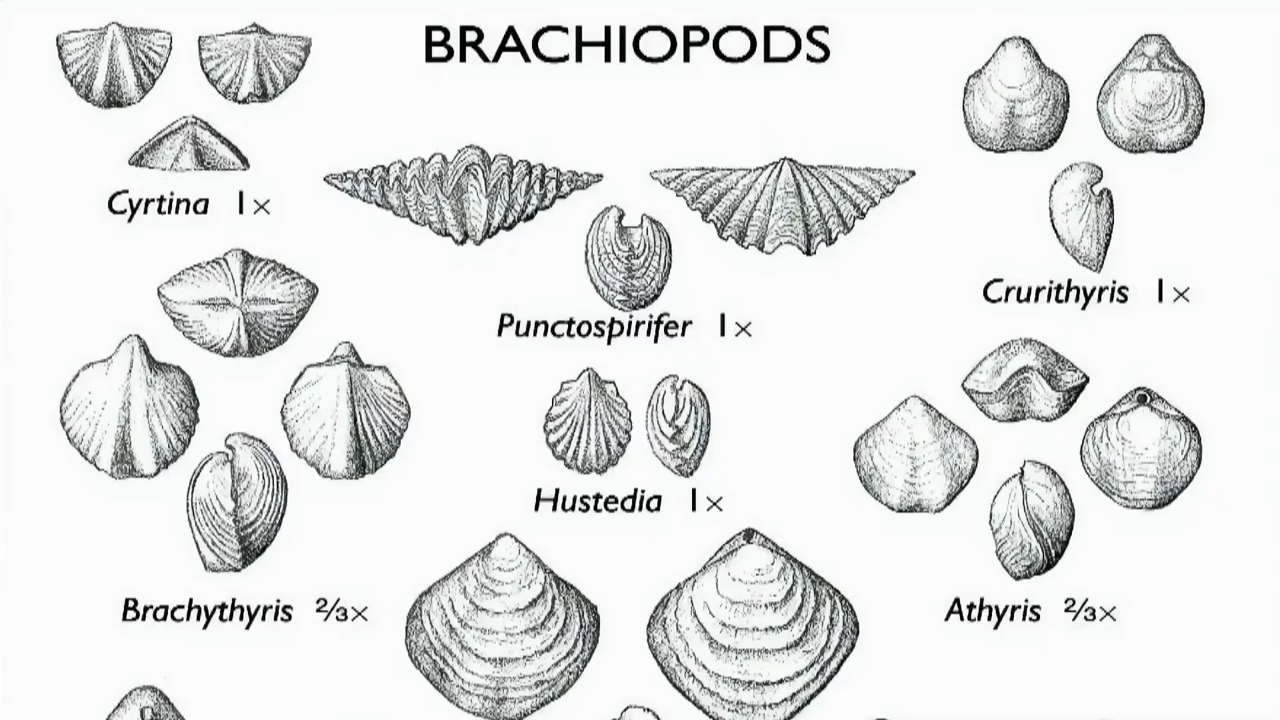 BRACHIOPODS
Cyrtina 1×
Crurithyris 1×
Punctospirifer 1×
Hustedia 1×
Brachythyris ⅔×
Athyris ⅔×